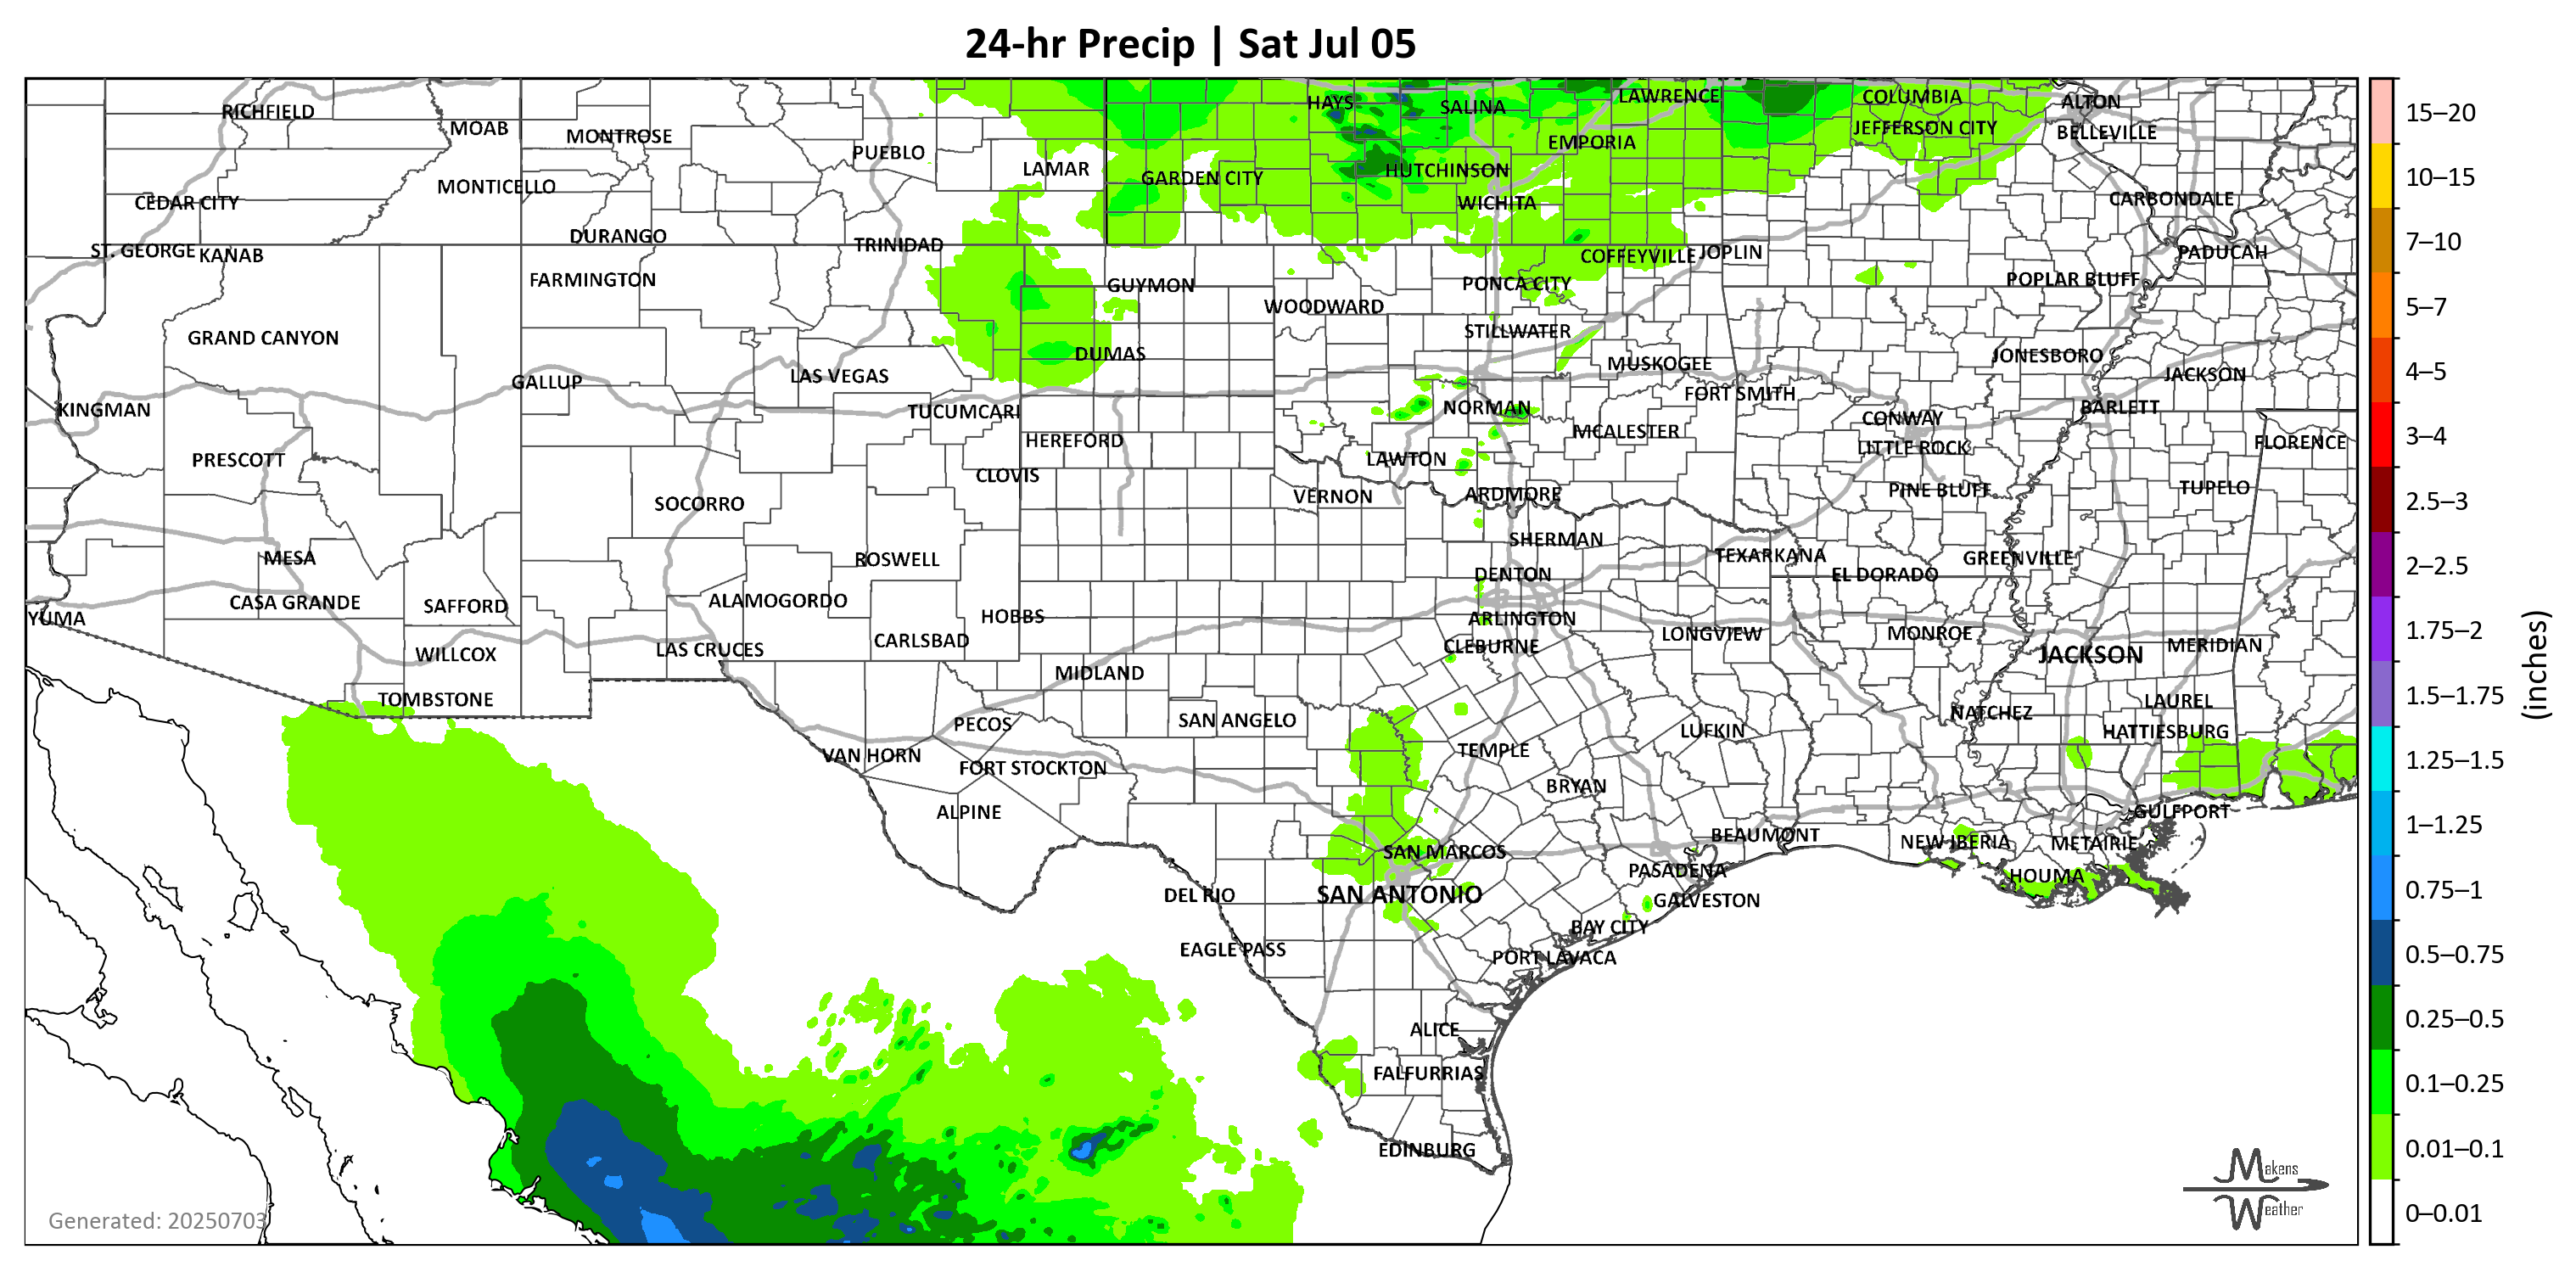 24-hr Precip | Sat Jul 05
RICHFIELD
MOAB
MONTROSE
PUEBLO
LAMAR
HAYS
SALINA
LAWRENCE
COLUMBIA
ALTON
JEFFERSON CITY
BELLEVILLE
EMPORIA
HUTCHINSON
GARDEN CITY
MONTICELLO
CEDAR CITY
WICHITA
CARBONDALE
DURANGO
TRINIDAD
ST. GEORGE
KANAB
COFFEYVILLE
JOPLIN
PADUCAH
FARMINGTON
GUYMON
PONCA CITY
POPLAR BLUFF
WOODWARD
GRAND CANYON
STILLWATER
DUMAS
MUSKOGEE
JONESBORO
GALLUP
LAS VEGAS
JACKSON
FORT SMITH
KINGMAN
TUCUMCARI
NORMAN
CONWAY
BARLETT
HEREFORD
MCALESTER
LITTLE ROCK
FLORENCE
PRESCOTT
LAWTON
CLOVIS
SOCORRO
VERNON
ARDMORE
PINE BLUFF
TUPELO
MESA
ROSWELL
SHERMAN
TEXARKANA
GREENVILLE
DENTON
EL DORADO
CASA GRANDE
SAFFORD
ALAMOGORDO
YUMA
HOBBS
ARLINGTON
LONGVIEW
MONROE
CARLSBAD
CLEBURNE
WILLCOX
LAS CRUCES
JACKSON
MERIDIAN
MIDLAND
TOMBSTONE
LAUREL
PECOS
SAN ANGELO
NATCHEZ
LUFKIN
HATTIESBURG
VAN HORN
TEMPLE
FORT STOCKTON
BRYAN
ALPINE
GULFPORT
BEAUMONT
NEW IBERIA
METAIRIE
SAN MARCOS
PASADENA
HOUMA
DEL RIO
SAN ANTONIO
GALVESTON
BAY CITY
EAGLE PASS
PORT LAVACA
ALICE
FALFURRIAS
EDINBURG
Generated: 20250703
Makens
Weather
15–20
10–15
7–10
5–7
4–5
3–4
2.5–3
2–2.5
1.75–2
1.5–1.75
1.25–1.5
1–1.25
0.75–1
0.5–0.75
0.25–0.5
0.1–0.25
0.01–0.1
0–0.01
(inches)